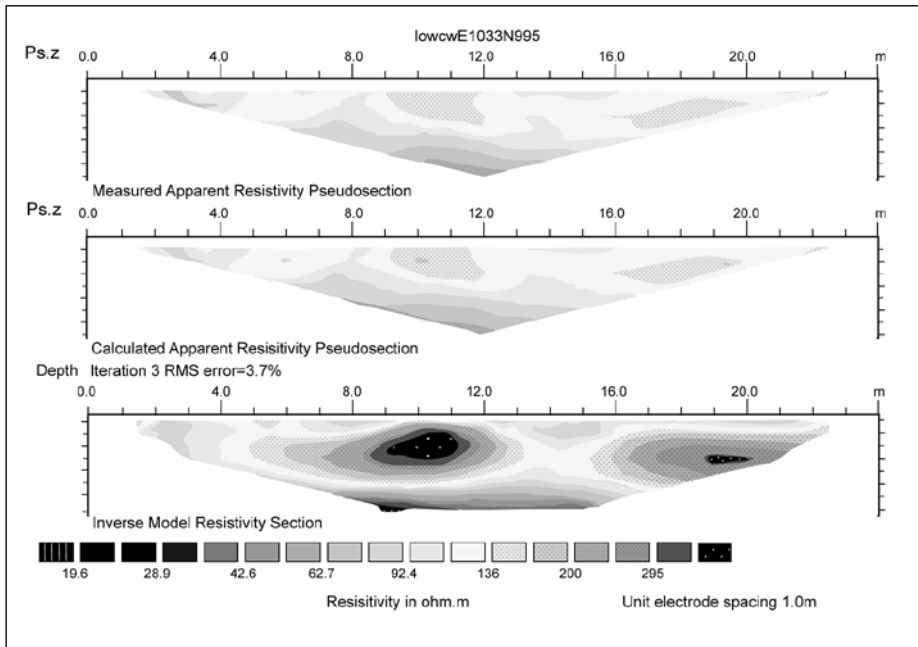 lowcwE1033N995
Ps.z 0.0 4.0 8.0 12.0 16.0 20.0 m
Measured Apparent Resistivity Pseudosection
Ps.z 0.0 4.0 8.0 12.0 16.0 20.0 m
Calculated Apparent Resisitivity Pseudosection
Depth Iteration 3 RMS error=3.7%
0.0 4.0 8.0 12.0 16.0 20.0 m
Inverse Model Resistivity Section
19.6 28.9 42.6 62.7 92.4 136 200 295
Resisitivity in ohm.m Unit electrode spacing 1.0m